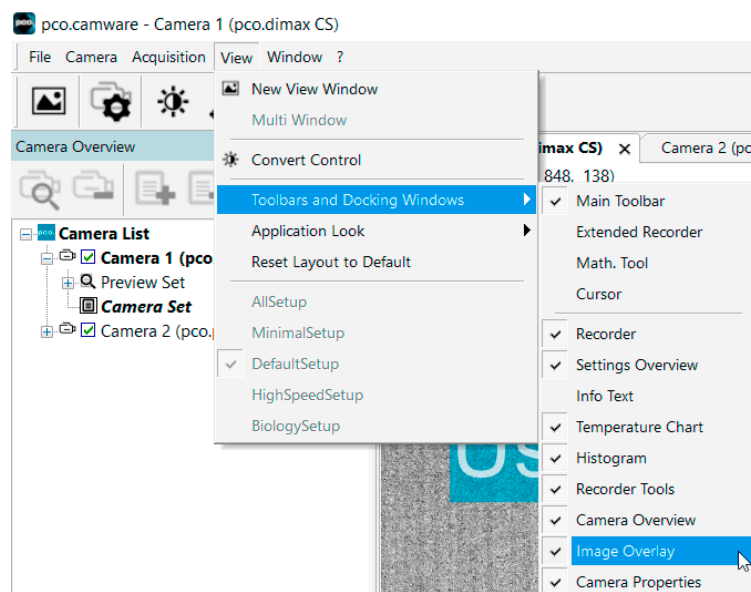 pco.camware - Camera 1 (pco.dimax CS)
File Camera Acquisition View Window ?
New View Window
Multi Window
Convert Control
Toolbars and Docking Windows
Application Look
Reset Layout to Default
AllSetup
MinimalSetup
DefaultSetup
HighSpeedSetup
BiologySetup
Camera Overview
pco.
Camera List
Camera 1 (pco
Preview Set
Camera Set
Camera 2 (pco.
imax CS) x Camera 2 (pc
848, 138)
Main Toolbar
Extended Recorder
Math. Tool
Cursor
Recorder
Settings Overview
Info Text
Temperature Chart
Histogram
Recorder Tools
Camera Overview
Image Overlay
Camera Properties